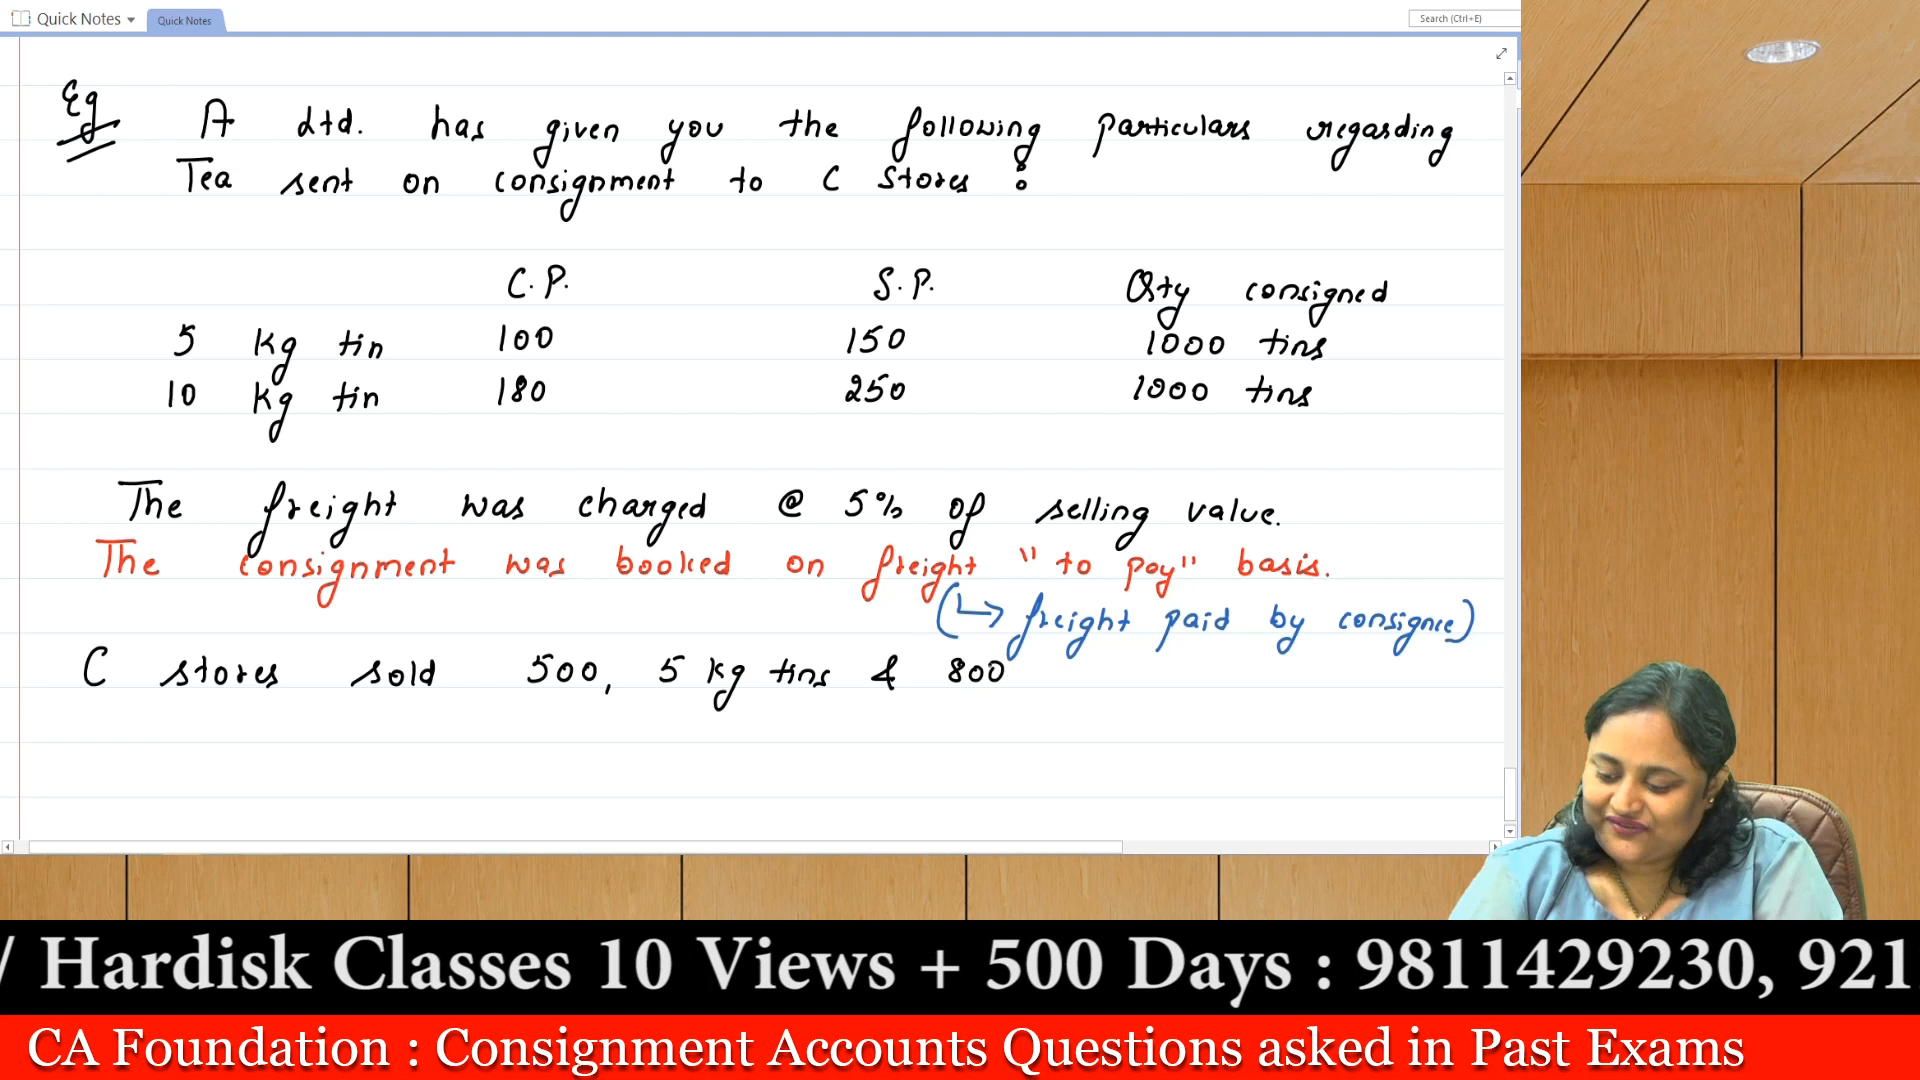 Quick Notes
Quick Notes
Search (Ctrl+E)
Eg A Ltd. has given you the following particulars regarding
Tea sent on consignment to C Stores :
C.P. S.P. Qty consigned
5 kg tin 100 150 1000 tins
10 kg tin 180 250 1000 tins
The freight was charged @ 5% of selling value.
The consignment was booked on freight "to pay" basis.
(↳ freight paid by consignee)
C stores sold 500, 5 kg tins & 800
/ Hardisk Classes 10 Views + 500 Days : 9811429230, 921
CA Foundation : Consignment Accounts Questions asked in Past Exams